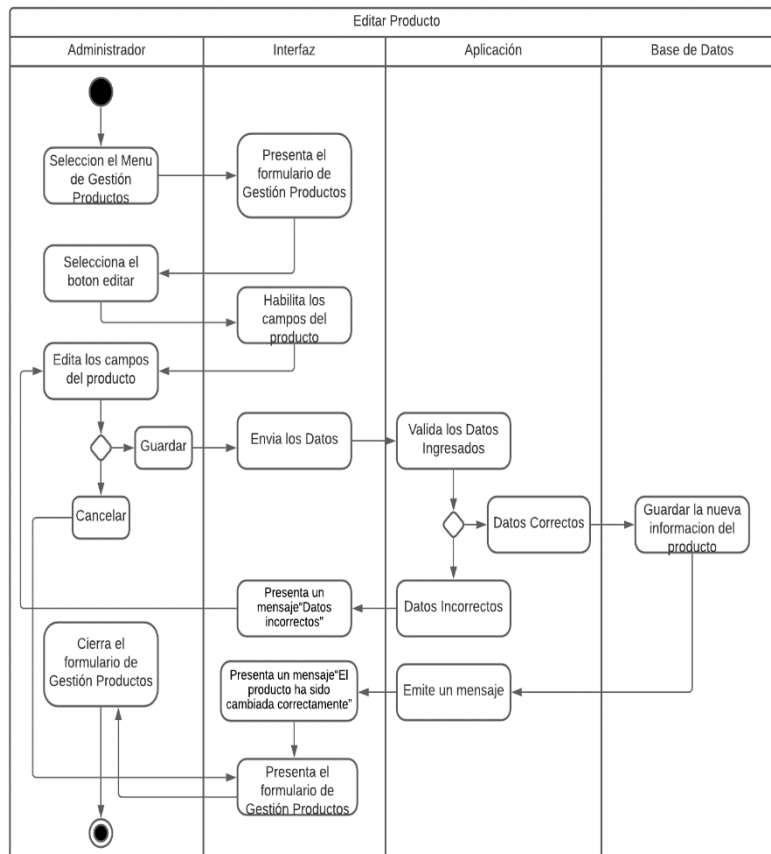 Editar Producto
Administrador
Interfaz
Aplicación
Base de Datos
Seleccion el Menu
de Gestión
Productos
Presenta el
formulario de
Gestión Productos
Selecciona el
boton editar
Habilita los
campos del
producto
Edita los campos
del producto
Guardar
Envia los Datos
Valida los Datos
Ingresados
Cancelar
Datos Correctos
Guardar la nueva
informacion del
producto
Presenta un
mensaje“Datos
incorrectos”
Datos Incorrectos
Cierra el
formulario de
Gestión Productos
Presenta un mensaje“El
producto ha sido
cambiada correctamente”
Emite un mensaje
Presenta el
formulario de
Gestión Productos